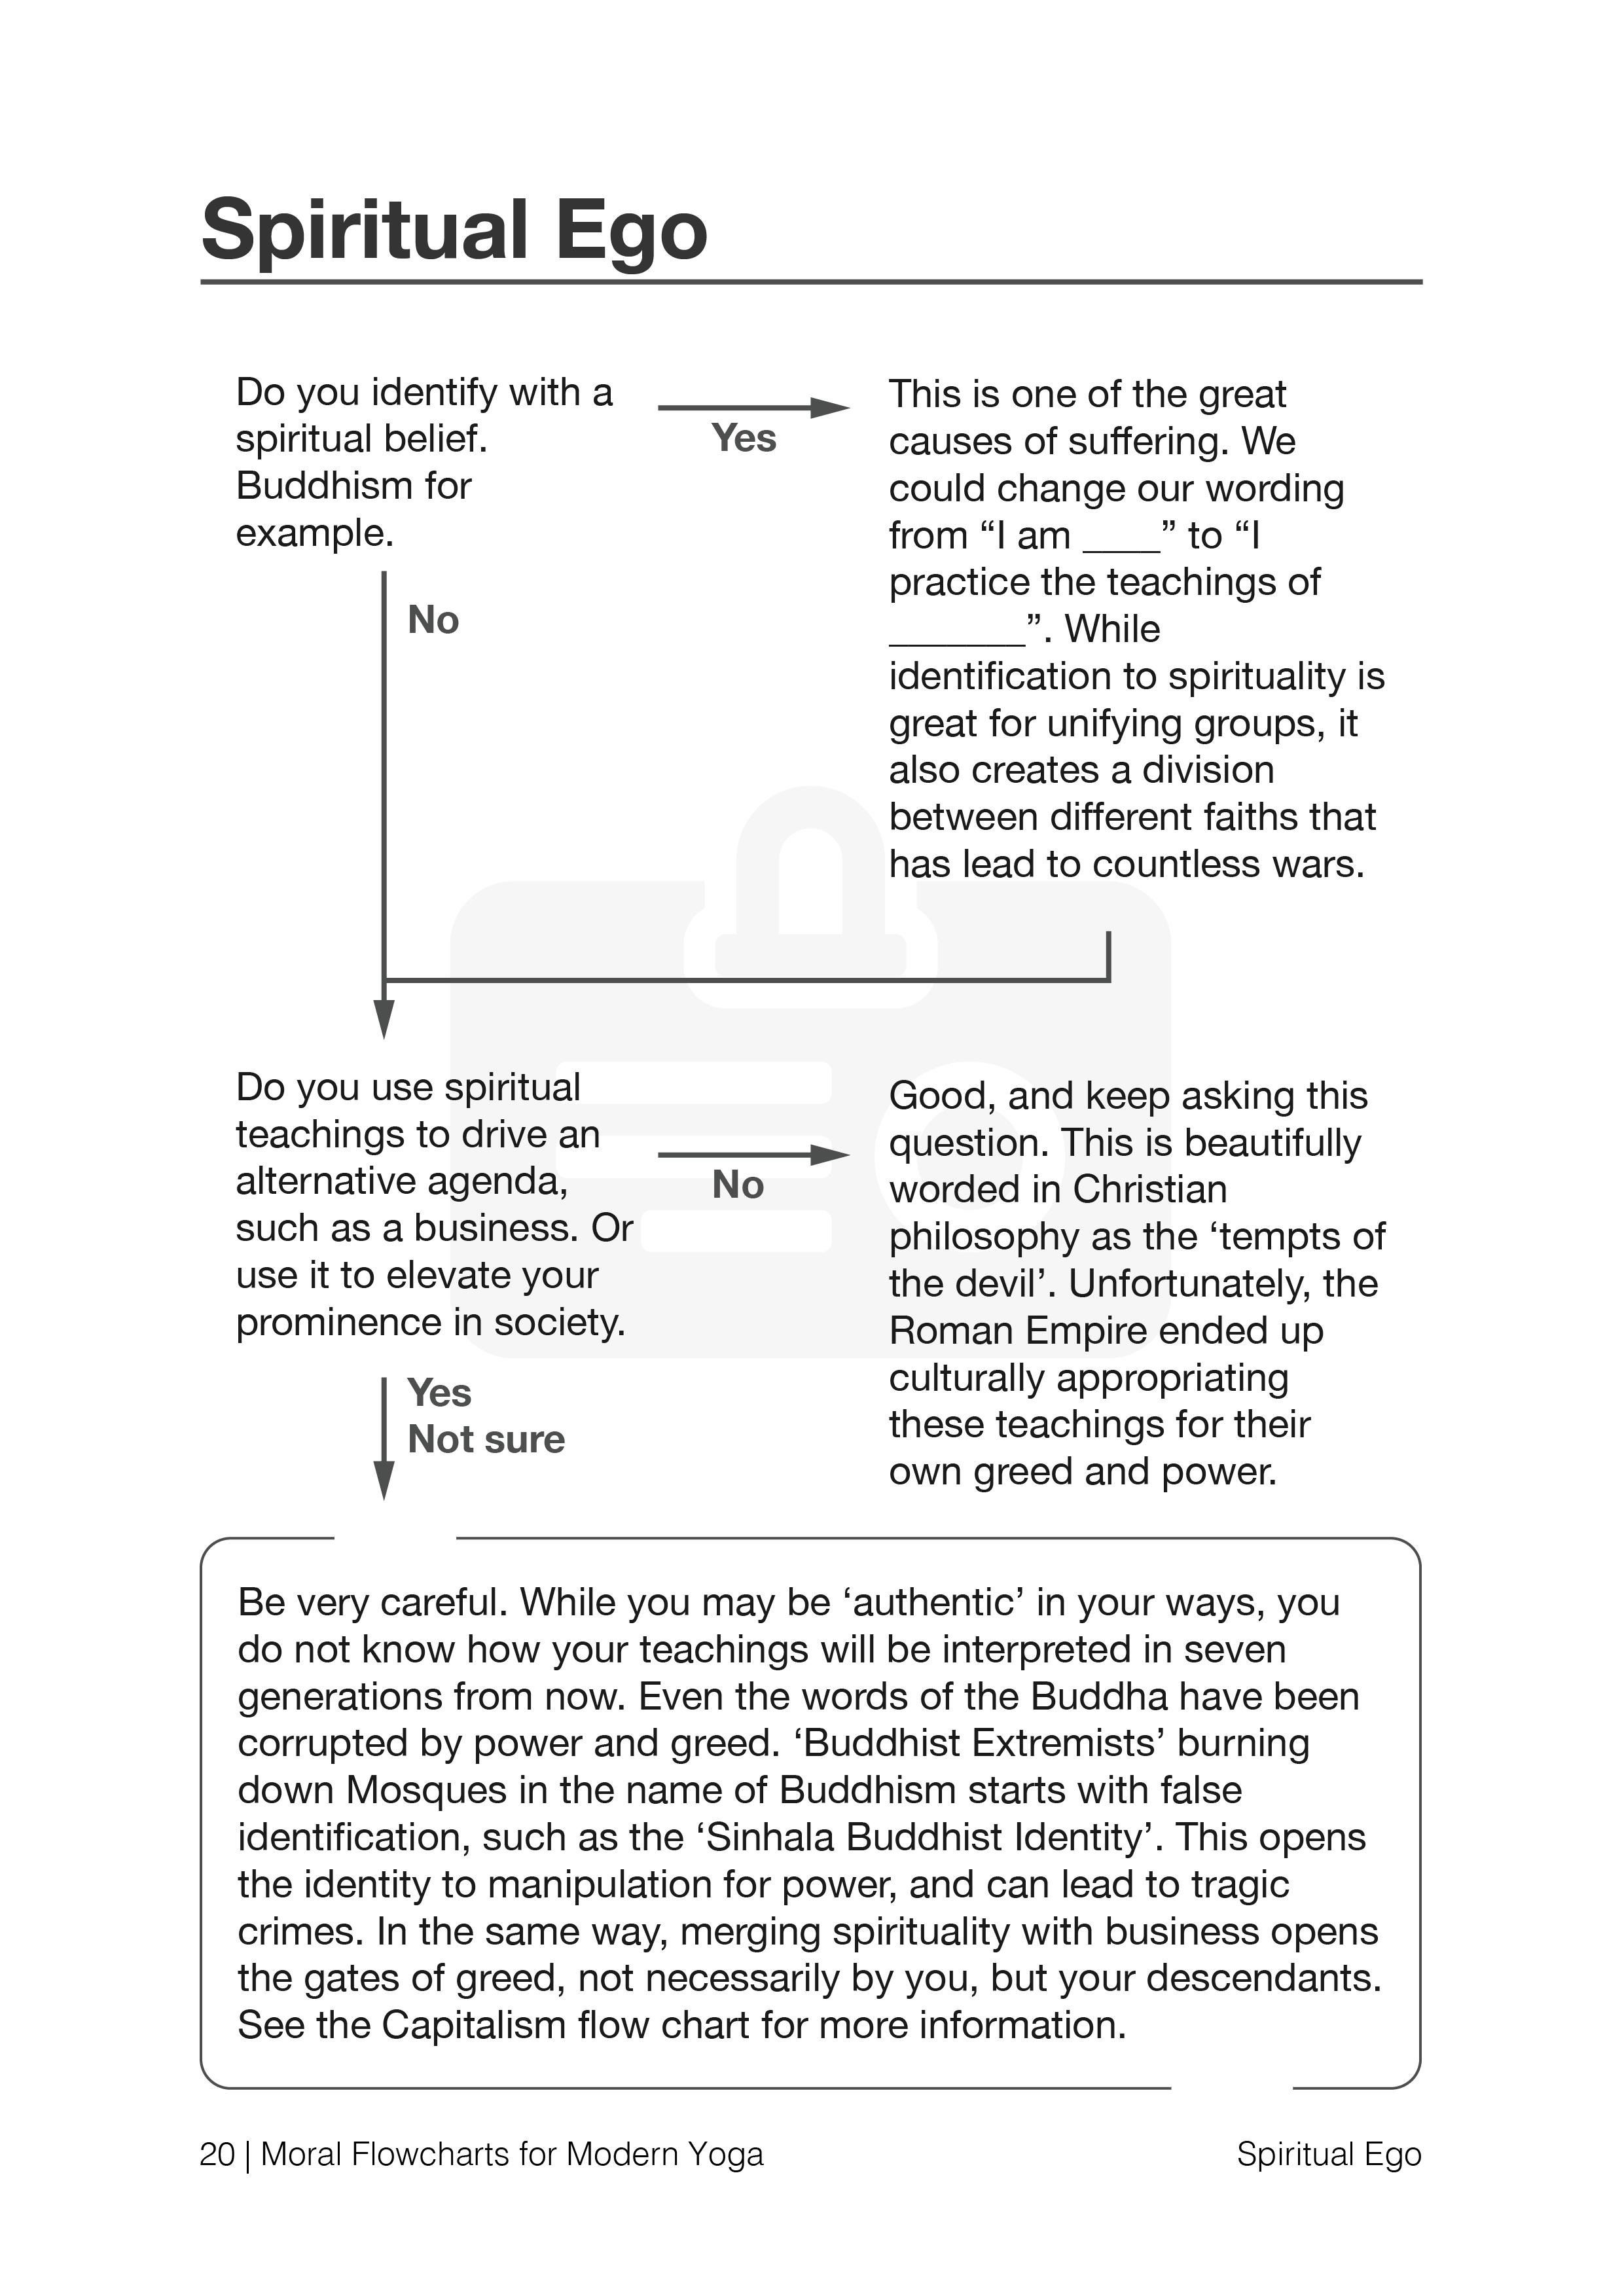 Spiritual Ego
Do you identify with a
spiritual belief.
Buddhism for
example.
Yes
This is one of the great
causes of suffering. We
could change our wording
from “I am ____” to “I
practice the teachings of
_______”. While
identification to spirituality is
great for unifying groups, it
also creates a division
between different faiths that
has lead to countless wars.
No
Do you use spiritual
teachings to drive an
alternative agenda,
such as a business. Or
use it to elevate your
prominence in society.
No
Good, and keep asking this
question. This is beautifully
worded in Christian
philosophy as the ‘tempts of
the devil’. Unfortunately, the
Roman Empire ended up
culturally appropriating
these teachings for their
own greed and power.
Yes
Not sure
Be very careful. While you may be ‘authentic’ in your ways, you
do not know how your teachings will be interpreted in seven
generations from now. Even the words of the Buddha have been
corrupted by power and greed. ‘Buddhist Extremists’ burning
down Mosques in the name of Buddhism starts with false
identification, such as the ‘Sinhala Buddhist Identity’. This opens
the identity to manipulation for power, and can lead to tragic
crimes. In the same way, merging spirituality with business opens
the gates of greed, not necessarily by you, but your descendants.
See the Capitalism flow chart for more information.
20 | Moral Flowcharts for Modern Yoga
Spiritual Ego